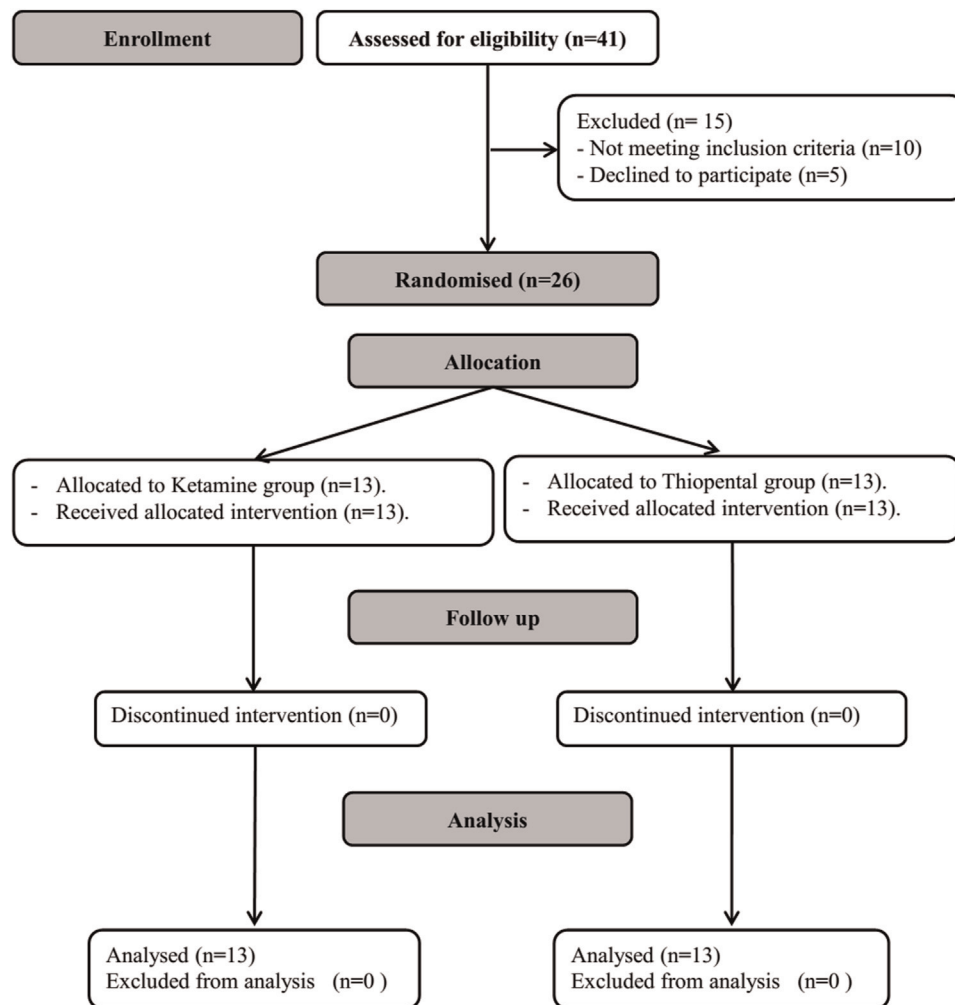 Enrollment
Assessed for eligibility (n=41)
Excluded (n= 15)
- Not meeting inclusion criteria (n=10)
- Declined to participate (n=5)
Randomised (n=26)
Allocation
- Allocated to Ketamine group (n=13).
- Received allocated intervention (n=13).
- Allocated to Thiopental group (n=13).
- Received allocated intervention (n=13).
Follow up
Discontinued intervention (n=0)
Discontinued intervention (n=0)
Analysis
Analysed (n=13)
Excluded from analysis (n=0 )
Analysed (n=13)
Excluded from analysis (n=0 )